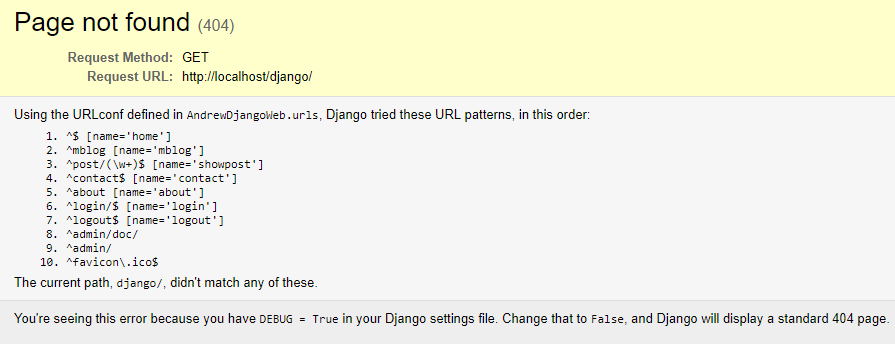 Page not found (404)
Request Method: GET
Request URL: http://localhost/django/
Using the URLconf defined in AndrewDjangoWeb.urls, Django tried these URL patterns, in this order:
1. ^$ [name='home']
2. ^mblog [name='mblog']
3. ^post/(\w+)$ [name='showpost']
4. ^contact$ [name='contact']
5. ^about [name='about']
6. ^login/$ [name='login']
7. ^logout$ [name='logout']
8. ^admin/doc/
9. ^admin/
10. ^favicon\.ico$
The current path, django/, didn't match any of these.
You're seeing this error because you have DEBUG = True in your Django settings file. Change that to False, and Django will display a standard 404 page.